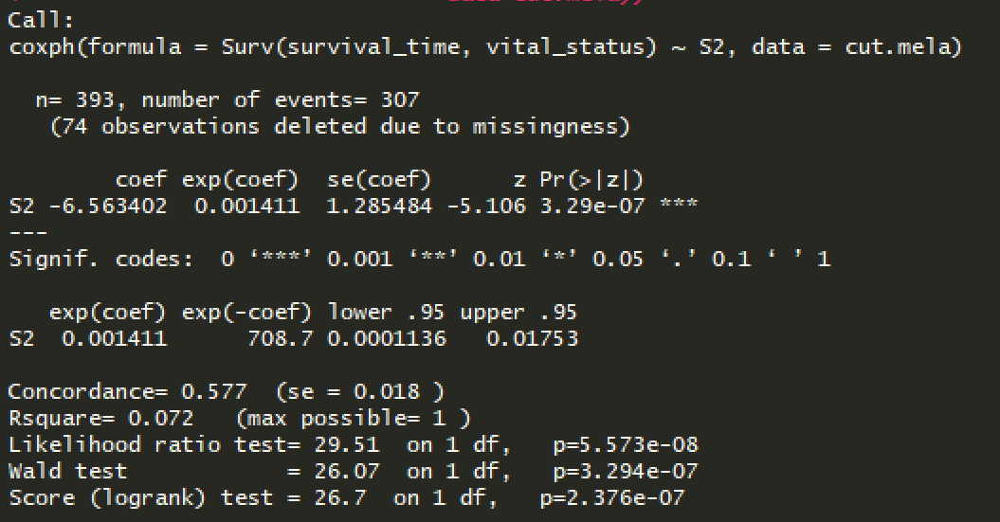 Call:
coxph(formula = Surv(survival_time, vital_status) ~ S2, data = cut.mela)
n= 393, number of events= 307
(74 observations deleted due to missingness)
coef exp(coef) se(coef) z Pr(>|z|)
S2 -6.563402 0.001411 1.285484 -5.106 3.29e-07 ***
---
Signif. codes: 0 ‘***’ 0.001 ‘**’ 0.01 ‘*’ 0.05 ‘.’ 0.1 ‘ ’ 1
exp(coef) exp(-coef) lower .95 upper .95
S2 0.001411 708.7 0.0001136 0.01753
Concordance= 0.577 (se = 0.018 )
Rsquare= 0.072 (max possible= 1 )
Likelihood ratio test= 29.51 on 1 df, p=5.573e-08
Wald test = 26.07 on 1 df, p=3.294e-07
Score (logrank) test = 26.7 on 1 df, p=2.376e-07